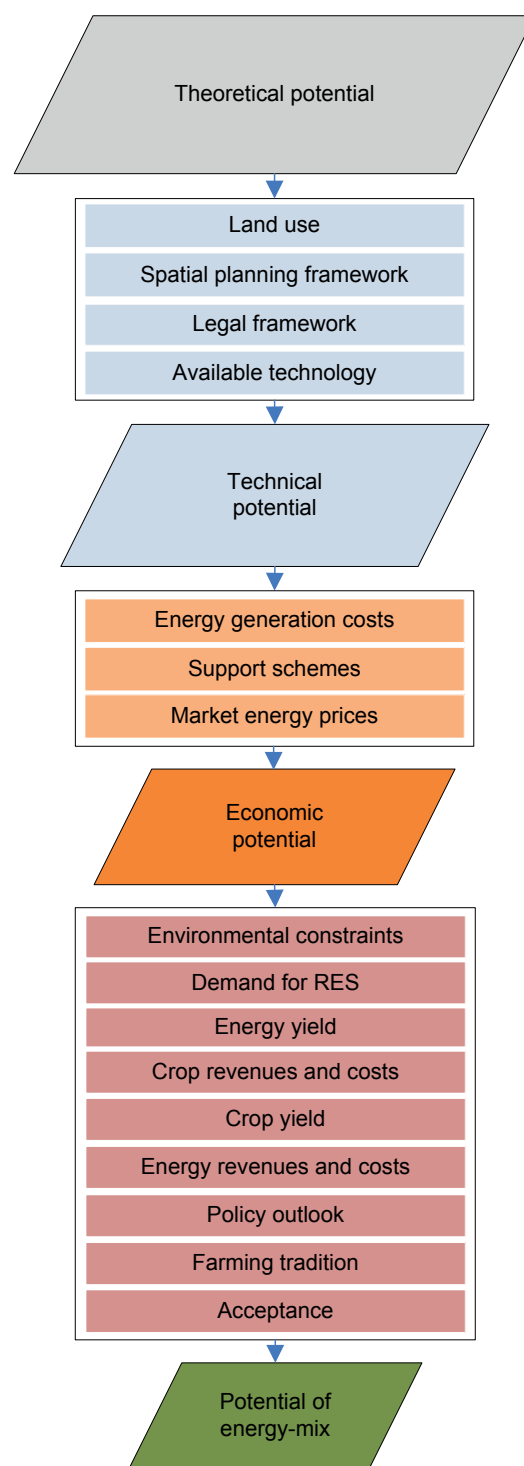 Theoretical potential
Land use
Spatial planning framework
Legal framework
Available technology
Technical
potential
Energy generation costs
Support schemes
Market energy prices
Economic
potential
Environmental constraints
Demand for RES
Energy yield
Crop revenues and costs
Crop yield
Energy revenues and costs
Policy outlook
Farming tradition
Acceptance
Potential of
energy-mix